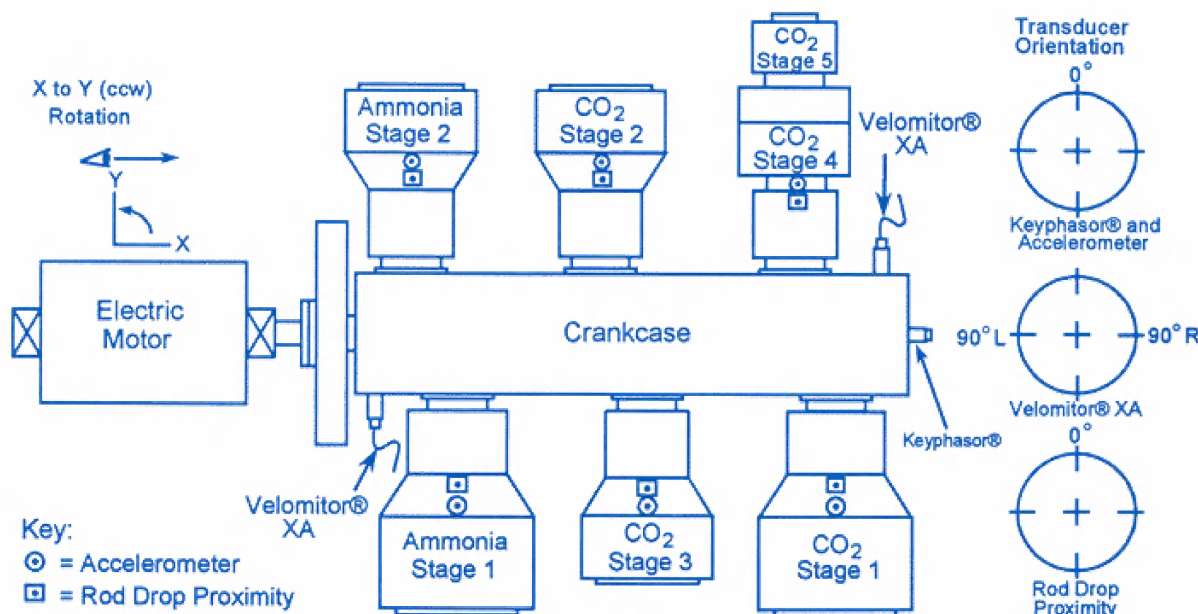 X to Y (ccw)
Rotation
Y
X
Electric
Motor
Ammonia
Stage 2
CO₂
Stage 2
CO₂
Stage 5
CO₂
Stage 4
Velomitor®
XA
Crankcase
Keyphasor®
Velomitor®
XA
Ammonia
Stage 1
CO₂
Stage 3
CO₂
Stage 1
Key:
= Accelerometer
= Rod Drop Proximity
Transducer
Orientation
0°
Keyphasor® and
Accelerometer
90° L
90° R
Velomitor® XA
0°
Rod Drop
Proximity